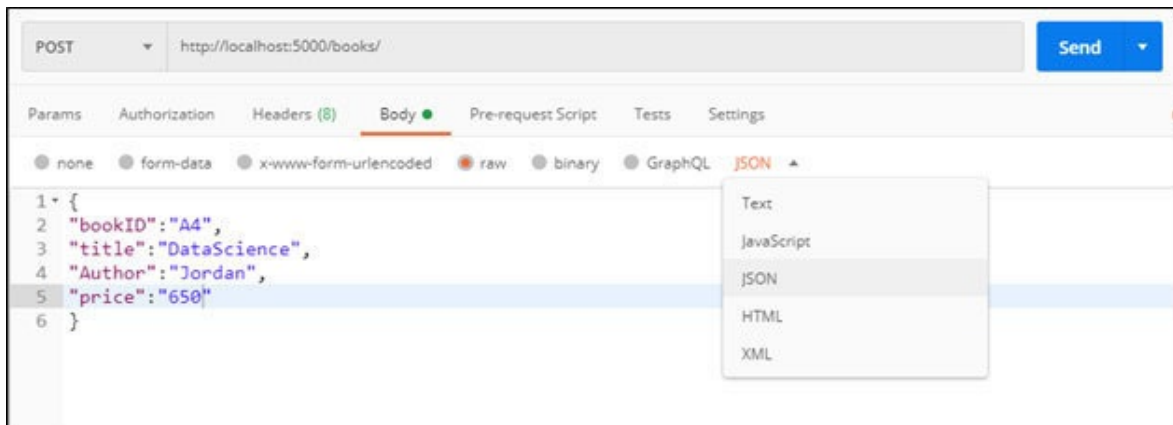 POST http://localhost:5000/books/ Send
Params Authorization Headers (8) Body Pre-request Script Tests Settings
none form-data x-www-form-urlencoded raw binary GraphQL JSON
1 {
2 "bookID":"A4",
3 "title":"DataScience",
4 "Author":"Jordan",
5 "price":"650"
6 }
Text
JavaScript
JSON
HTML
XML